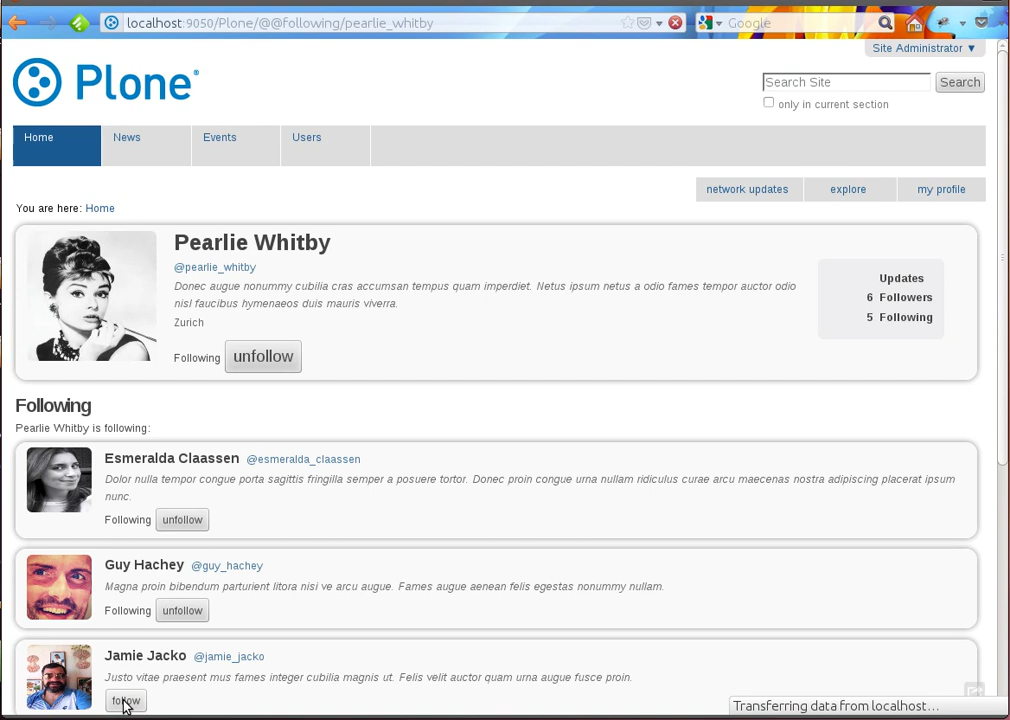 localhost:9050/Plone/@@following/pearlie_whitby
Google
Site Administrator ▼
Plone®
Search Site
Search
only in current section
Home
News
Events
Users
network updates
explore
my profile
You are here: Home
Pearlie Whitby
@pearlie_whitby
Donec augue nonummy cubilia cras accumsan tempus quam imperdiet. Netus ipsum netus a odio fames tempor auctor odio
nisl faucibus hymenaeos duis mauris viverra.
Zurich
Following unfollow
Updates
6 Followers
5 Following
Following
Pearlie Whitby is following:
Esmeralda Claassen @esmeralda_claassen
Dolor nulla tempor congue porta sagittis fringilla semper a posuere tortor. Donec proin congue urna nullam ridiculus curae arcu maecenas nostra adipiscing placerat ipsum
nunc.
Following unfollow
Guy Hachey @guy_hachey
Magna proin bibendum parturient litora nisi ve arcu augue. Fames augue aenean felis egestas nonummy nullam.
Following unfollow
Jamie Jacko @jamie_jacko
Justo vitae praesent mus fames integer cubilia magnis ut. Felis velit auctor quam urna augue fusce proin.
follow
Transferring data from localhost...